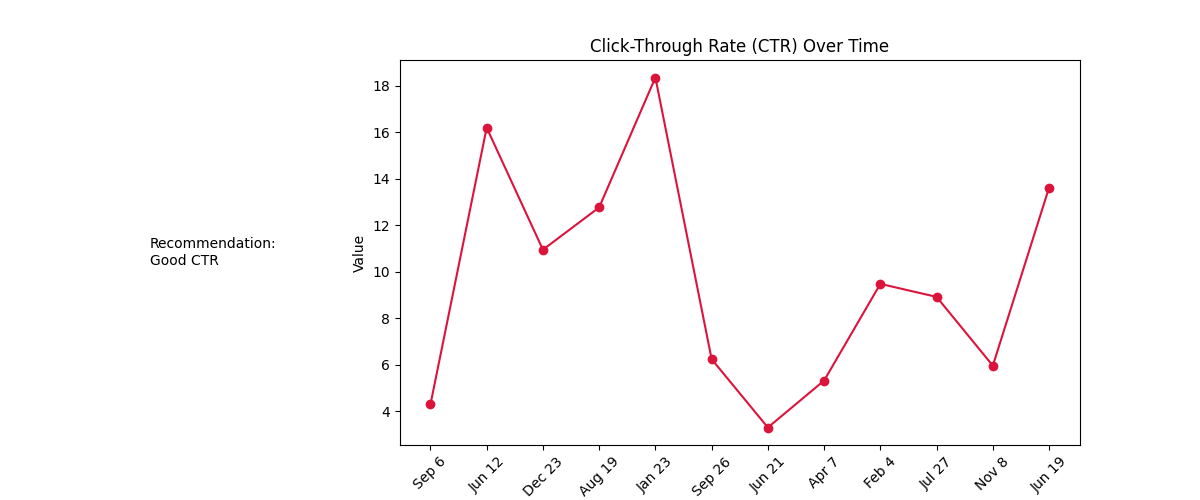 Click-Through Rate (CTR) Over Time
Recommendation:
Good CTR
Value
18
16
14
12
10
8
6
4
Sep 6
Jun 12
Dec 23
Aug 19
Jan 23
Sep 26
Jun 21
Apr 7
Feb 4
Jul 27
Nov 8
Jun 19